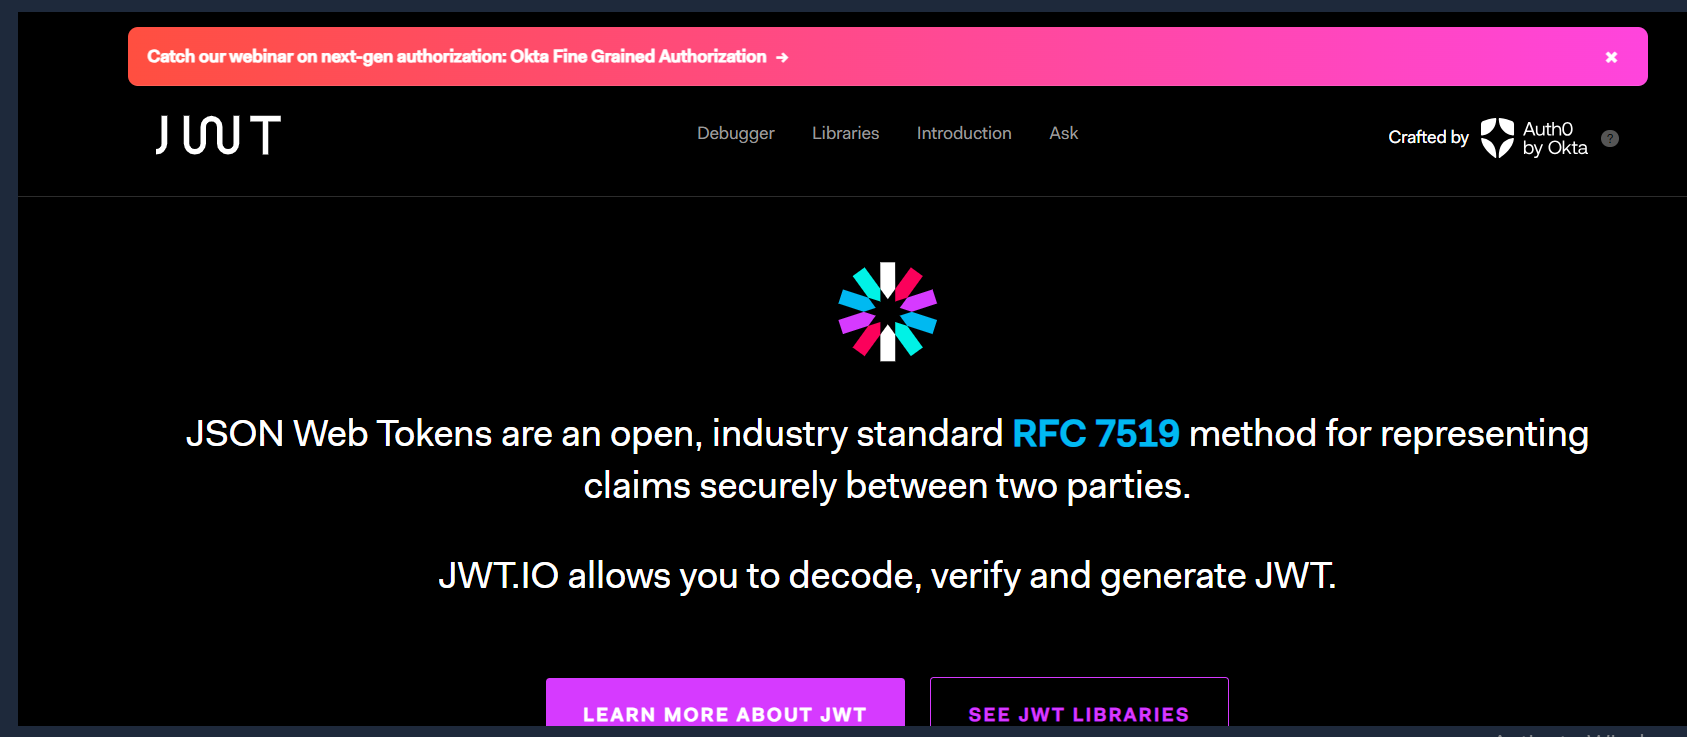 Catch our webinar on next-gen authorization: Okta Fine Grained Authorization →
JWT
Debugger
Libraries
Introduction
Ask
Crafted by
Auth0
by Okta
?
JSON Web Tokens are an open, industry standard RFC 7519 method for representing
claims securely between two parties.
JWT.IO allows you to decode, verify and generate JWT.
LEARN MORE ABOUT JWT
SEE JWT LIBRARIES